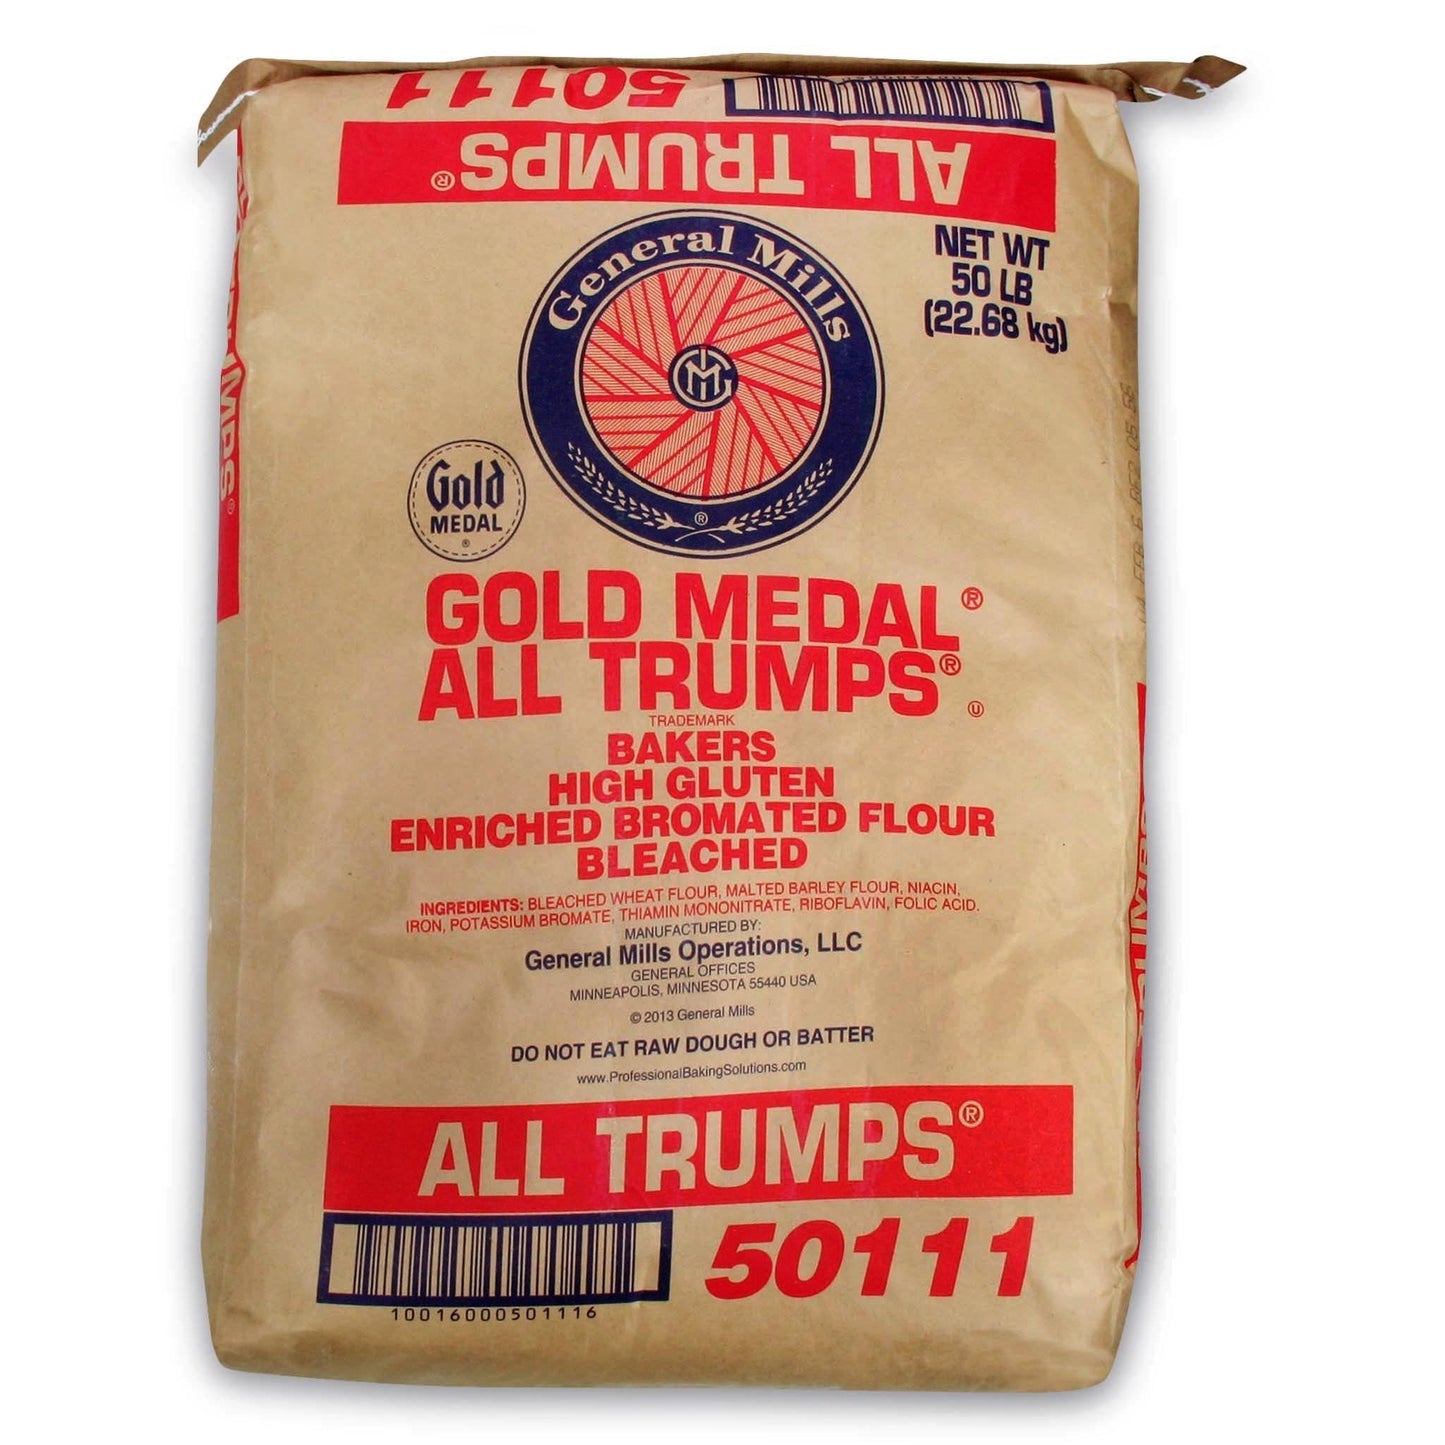 50111
ALL TRUMPS®
General Mills
GMI
®
NET WT
50 LB
(22.68 kg)
Gold
MEDAL
®
GOLD MEDAL®
ALL TRUMPS®
U
TRADEMARK
BAKERS
HIGH GLUTEN
ENRICHED BROMATED FLOUR
BLEACHED
INGREDIENTS: BLEACHED WHEAT FLOUR, MALTED BARLEY FLOUR, NIACIN,
IRON, POTASSIUM BROMATE, THIAMIN MONONITRATE, RIBOFLAVIN, FOLIC ACID.
MANUFACTURED BY:
General Mills Operations, LLC
GENERAL OFFICES
MINNEAPOLIS, MINNESOTA 55440 USA
© 2013 General Mills
DO NOT EAT RAW DOUGH OR BATTER
www.ProfessionalBakingSolutions.com
ALL TRUMPS®
10016000501116
50111